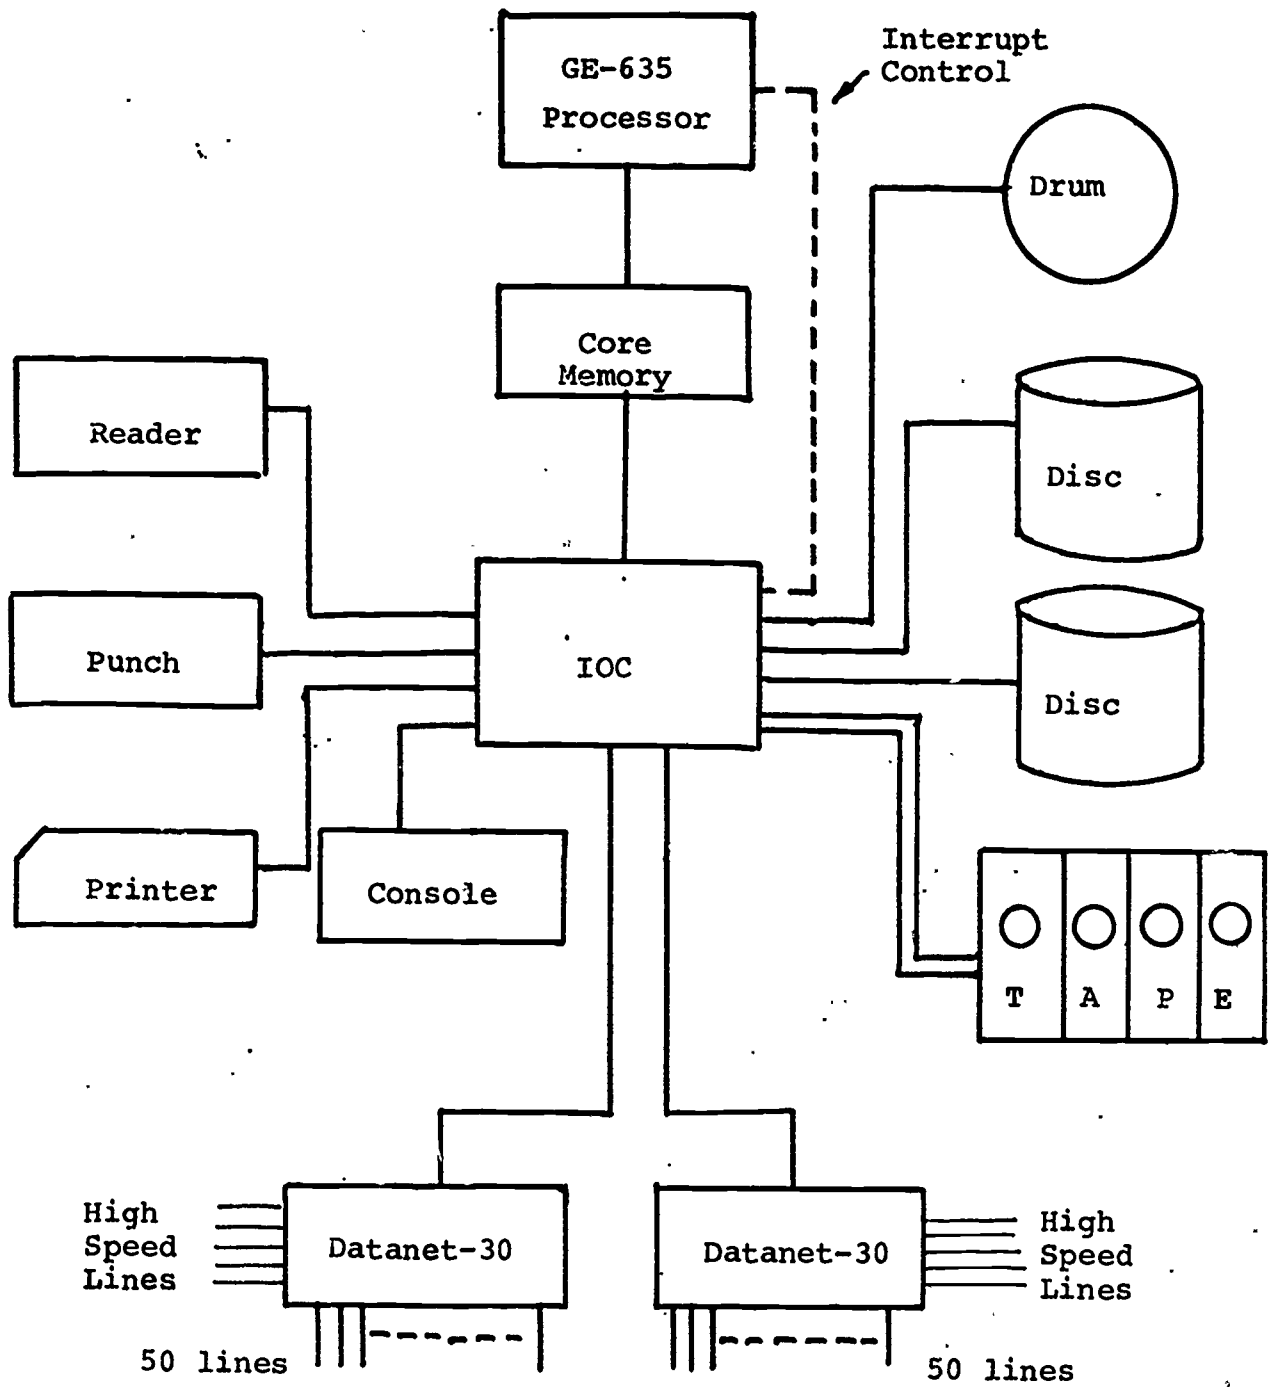 GE-635
Processor
Interrupt
Control
Drum
Core
Memory
Reader
Disc
Punch
IOC
Disc
Printer
Console
T A P E
High
Speed
Lines
Datanet-30
50 lines
Datanet-30
High
Speed
Lines
50 lines